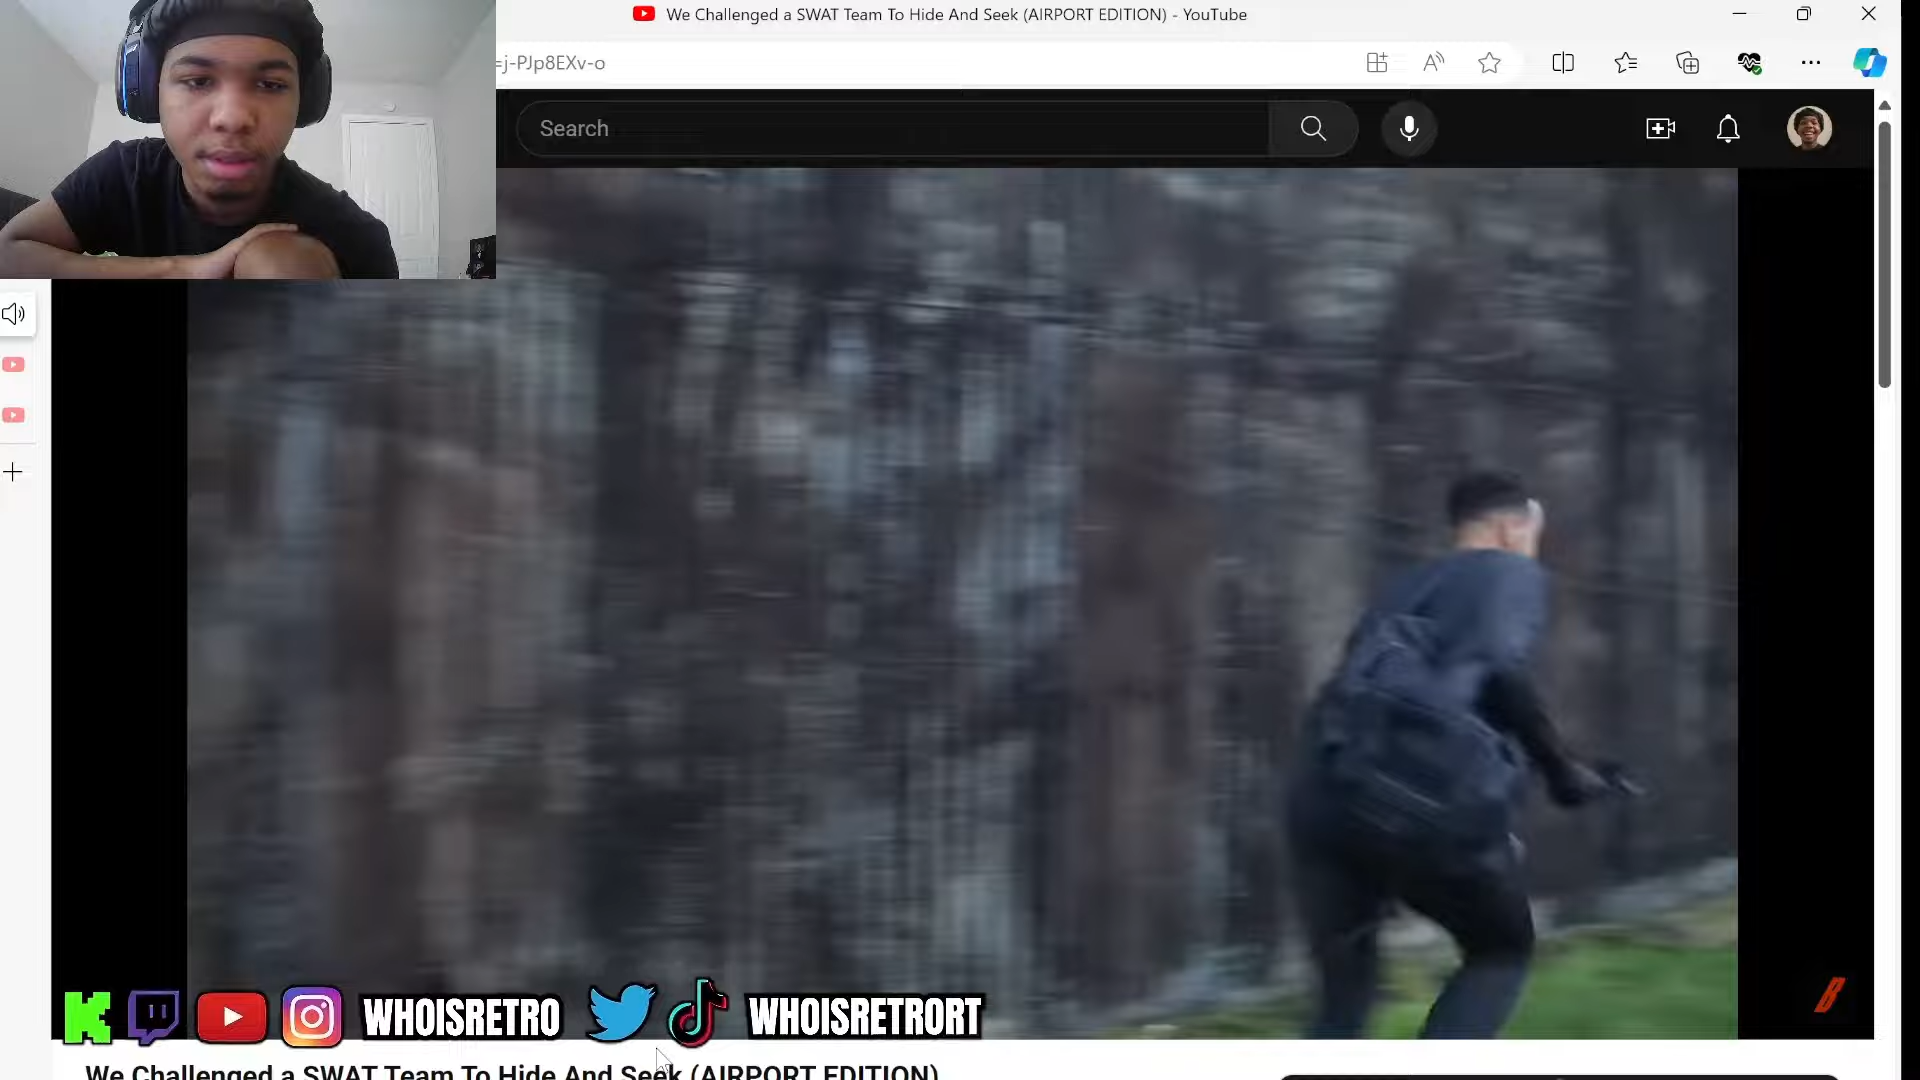 We Challenged a SWAT Team To Hide And Seek (AIRPORT EDITION) - YouTube
=j-PJp8EXv-o
Search
WHOISRETRO WHOISRETRORT
We Challenged a SWAT Team To Hide And Seek (AIRPORT EDITION)